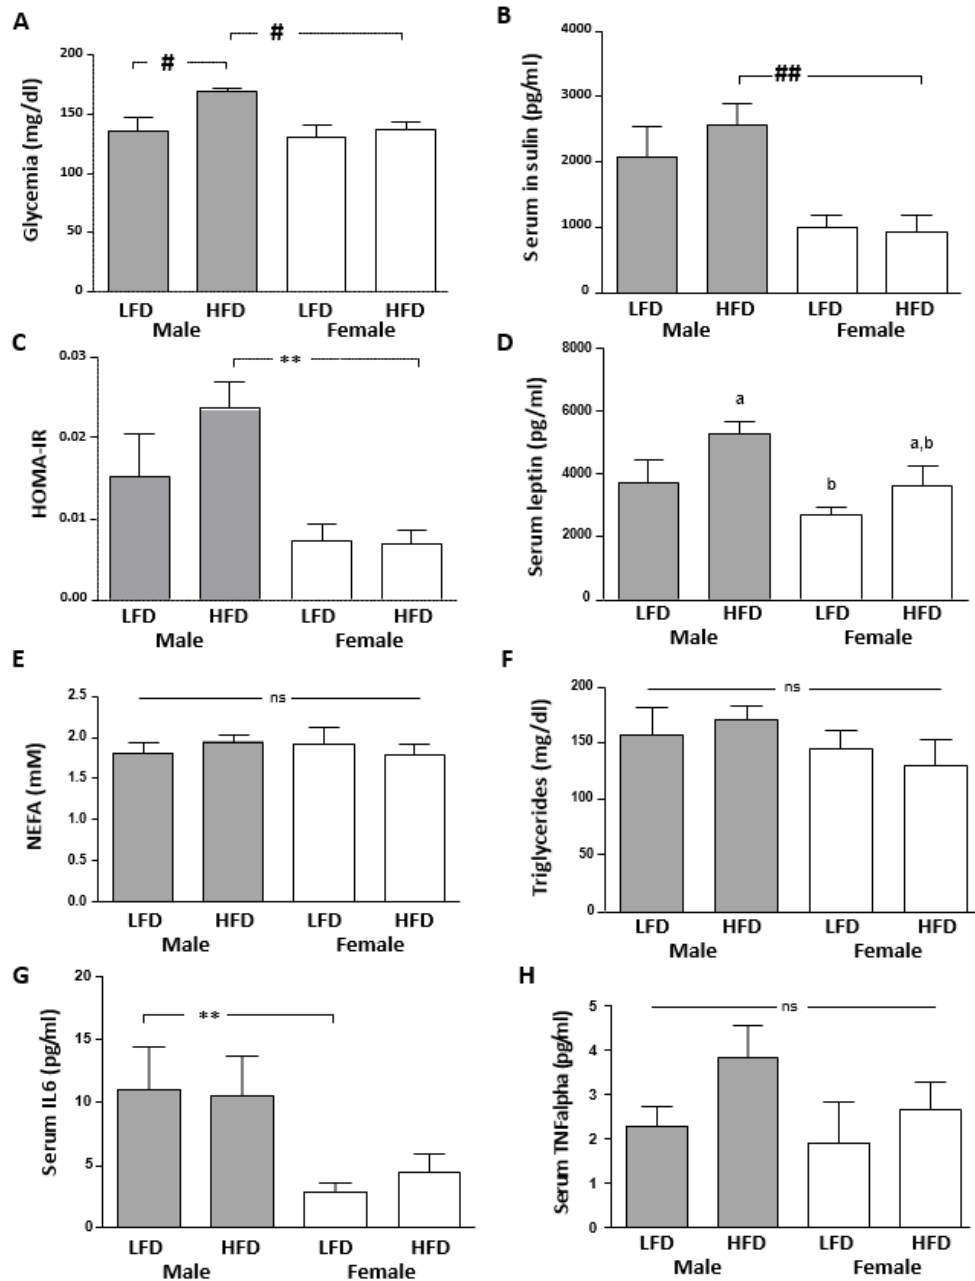 A
#
#
Glycemia (mg/dl)
200
150
100
50
0
LFD HFD LFD HFD
Male Female
B
##
Serum in sulin (pg/ml)
4000
3000
2000
1000
0
LFD HFD LFD HFD
Male Female
C
**
HOMA-IR
0.03
0.02
0.01
0.00
LFD HFD LFD HFD
Male Female
D
Serum leptin (pg/ml)
8000
6000
4000
2000
0
a
b
a,b
LFD HFD LFD HFD
Male Female
E
ns
NEFA (mM)
2.5
2.0
1.5
1.0
0.5
0.0
LFD HFD LFD HFD
Male Female
F
ns
Triglycerides (mg/dl)
200
150
100
50
0
LFD HFD LFD HFD
Male Female
G
**
Serum IL6 (pg/ml)
20
15
10
5
0
LFD HFD LFD HFD
Male Female
H
ns
Serum TNFalpha (pg/ml)
5
4
3
2
1
0
LFD HFD LFD HFD
Male Female